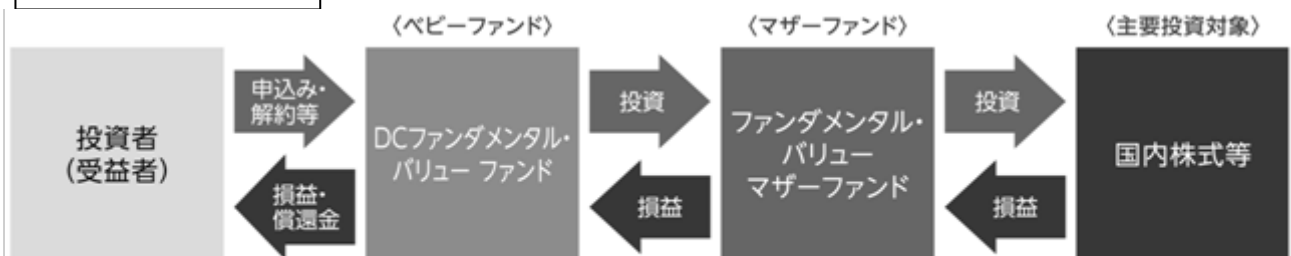 〈ベビーファンド〉
〈マザーファンド〉
〈主要投資対象〉
投資者
(受益者)
申込み・
解約等
損益・
償還金
DCファンダメンタル・
バリュー ファンド
投資
損益
ファンダメンタル・
バリュー
マザーファンド
投資
損益
国内株式等